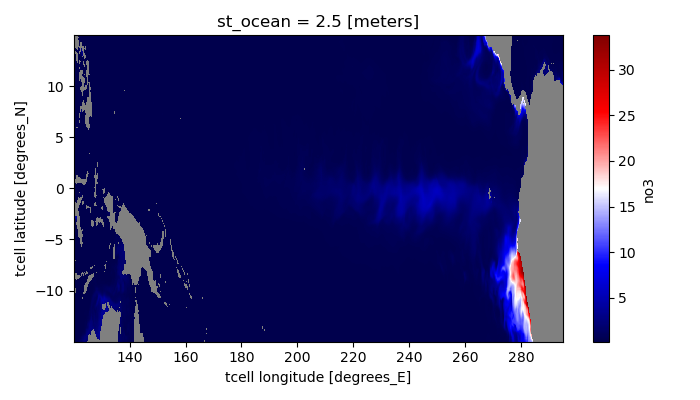 st_ocean = 2.5 [meters]
tcell latitude [degrees_N]
10
5
0
−5
−10
140 160 180 200 220 240 260 280
tcell longitude [degrees_E]
30
25
20
15
10
5
no3